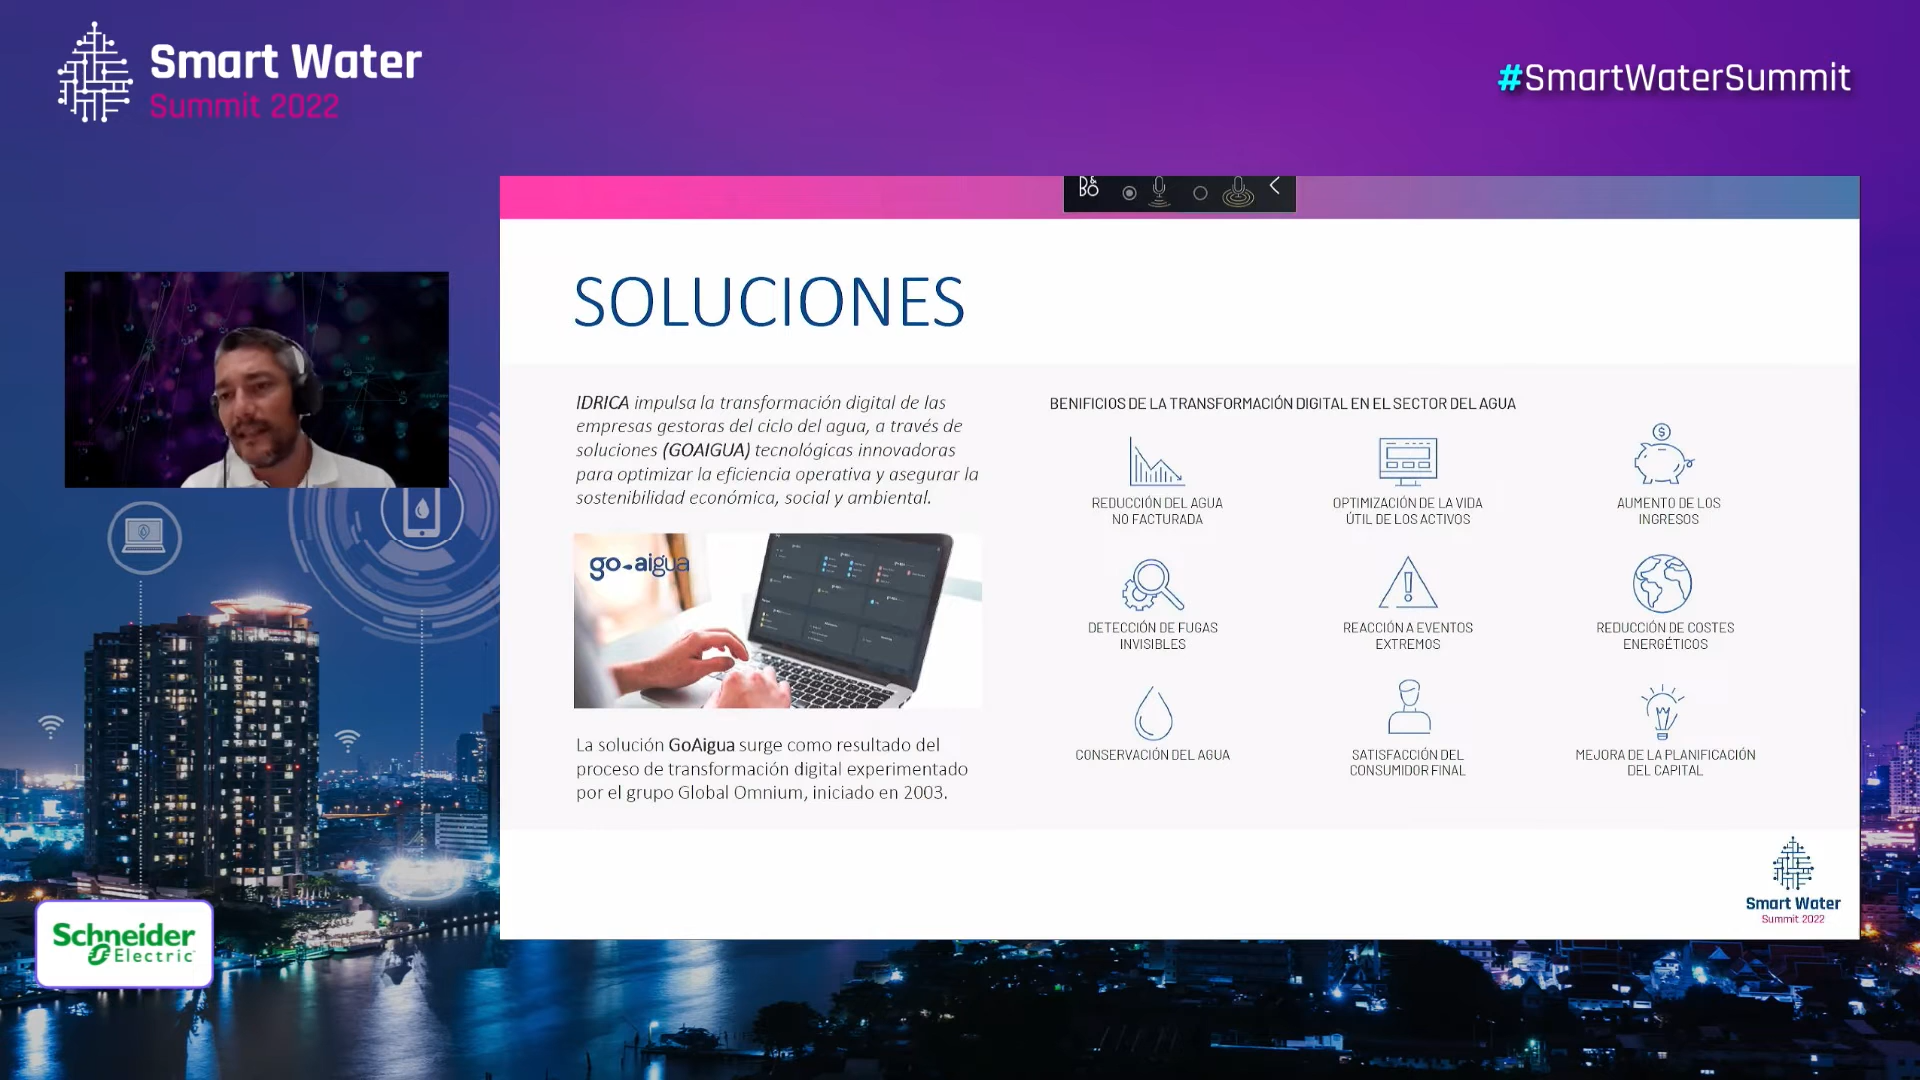 Smart Water
Summit 2022
#SmartWaterSummit
SOLUCIONES
IDRICA impulsa la transformación digital de las
empresas gestoras del ciclo del agua, a través de
soluciones (GOAIGUA) tecnológicas innovadoras
para optimizar la eficiencia operativa y asegurar la
sostenibilidad económica, social y ambiental.
go-aigua
La solución GoAigua surge como resultado del
proceso de transformación digital experimentado
por el grupo Global Omnium, iniciado en 2003.
BENIFICIOS DE LA TRANSFORMACIÓN DIGITAL EN EL SECTOR DEL AGUA
REDUCCIÓN DEL AGUA
NO FACTURADA
OPTIMIZACIÓN DE LA VIDA
ÚTIL DE LOS ACTIVOS
AUMENTO DE LOS
INGRESOS
DETECCIÓN DE FUGAS
INVISIBLES
REACCIÓN A EVENTOS
EXTREMOS
REDUCCIÓN DE COSTES
ENERGÉTICOS
CONSERVACIÓN DEL AGUA
SATISFACCIÓN DEL
CONSUMIDOR FINAL
MEJORA DE LA PLANIFICACIÓN
DEL CAPITAL
Smart Water
Summit 2022
Schneider
Electric